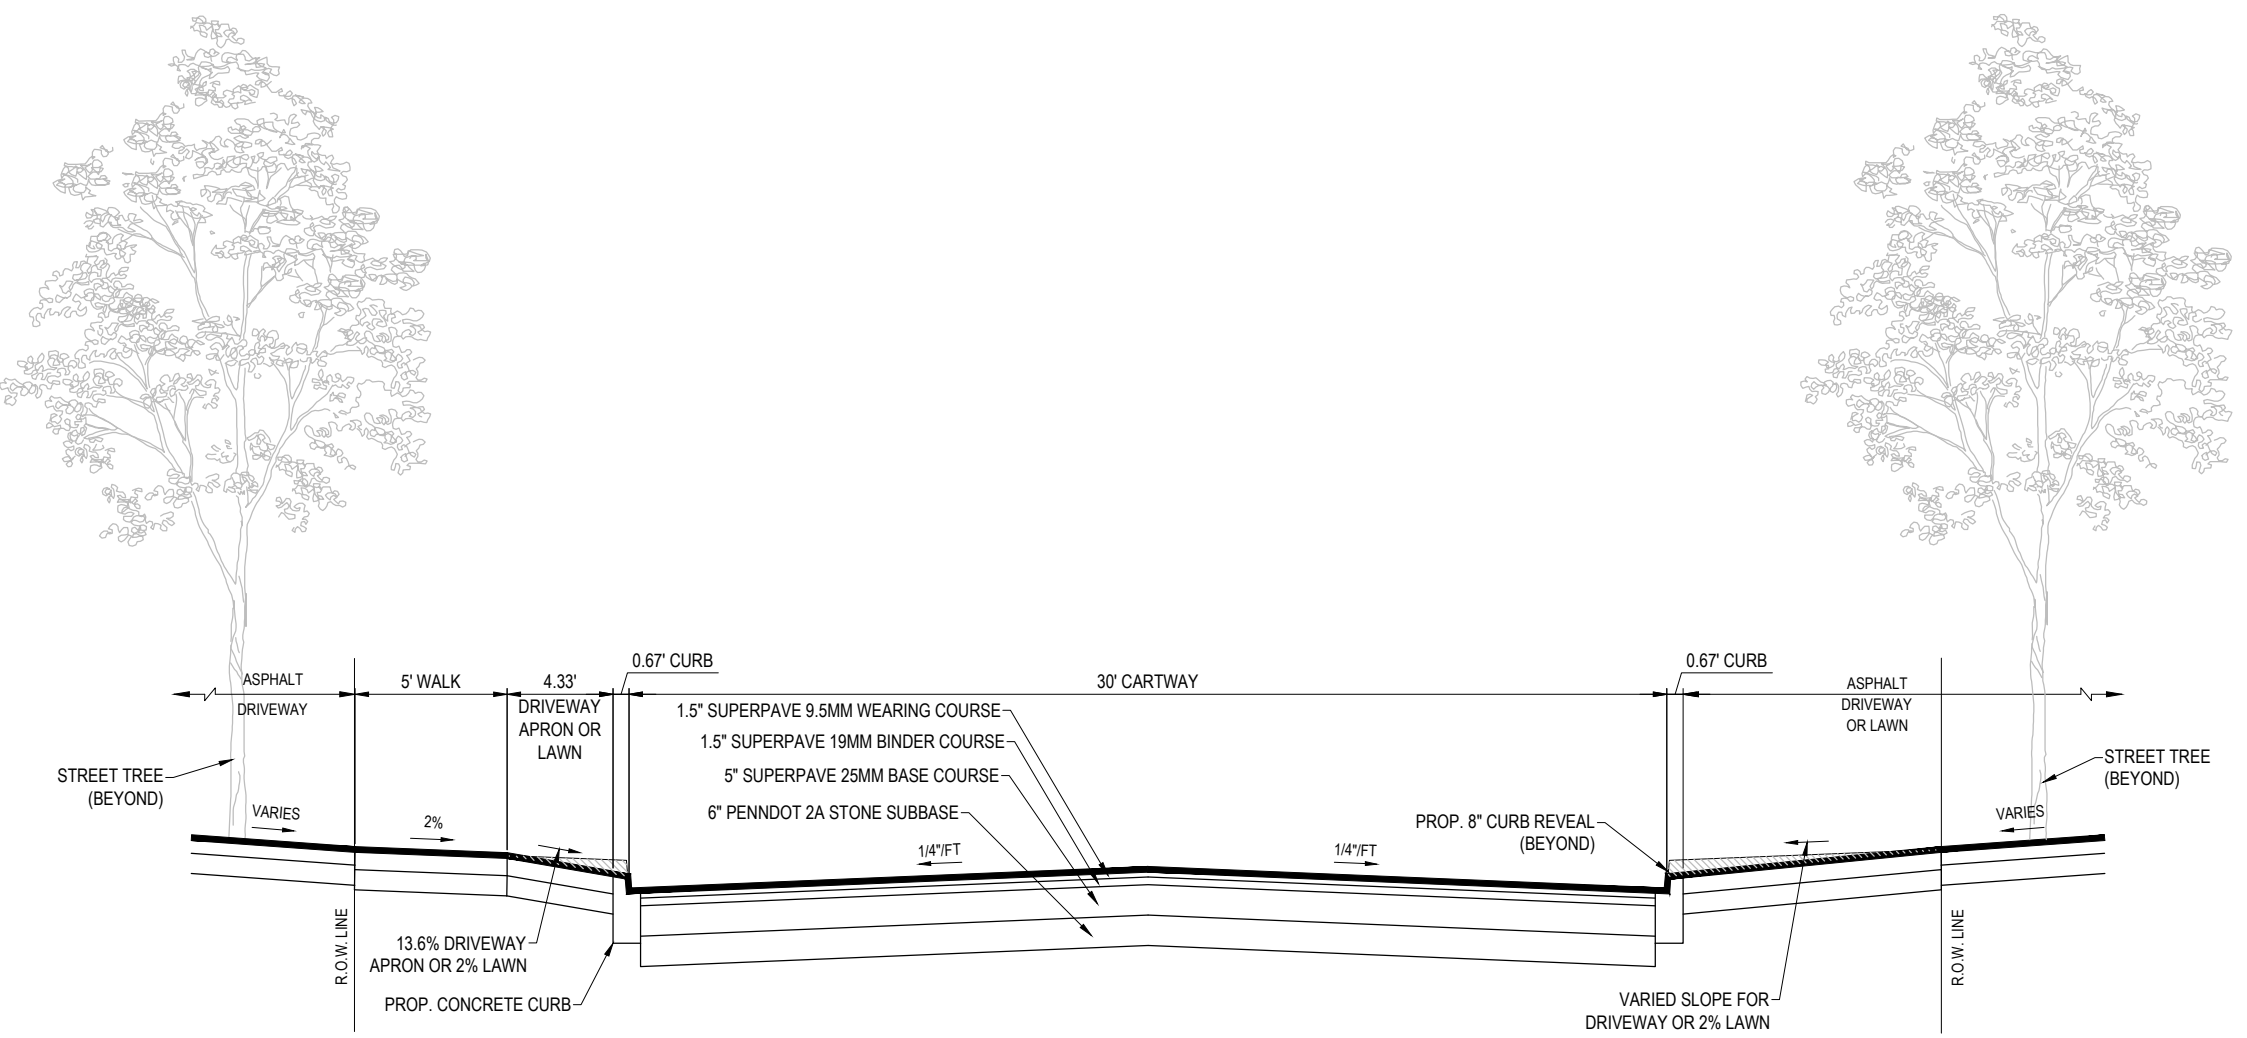 0.67' CURB
0.67' CURB
ASPHALT
DRIVEWAY
5' WALK
4.33'
DRIVEWAY
APRON OR
LAWN
30' CARTWAY
ASPHALT
DRIVEWAY
OR LAWN
1.5" SUPERPAVE 9.5MM WEARING COURSE
1.5" SUPERPAVE 19MM BINDER COURSE
5" SUPERPAVE 25MM BASE COURSE
6" PENNDOT 2A STONE SUBBASE
STREET TREE
(BEYOND)
STREET TREE
(BEYOND)
VARIES
2%
1/4"/FT
1/4"/FT
PROP. 8" CURB REVEAL
(BEYOND)
VARIES
R.O.W. LINE
13.6% DRIVEWAY
APRON OR 2% LAWN
PROP. CONCRETE CURB
VARIED SLOPE FOR
DRIVEWAY OR 2% LAWN
R.O.W. LINE